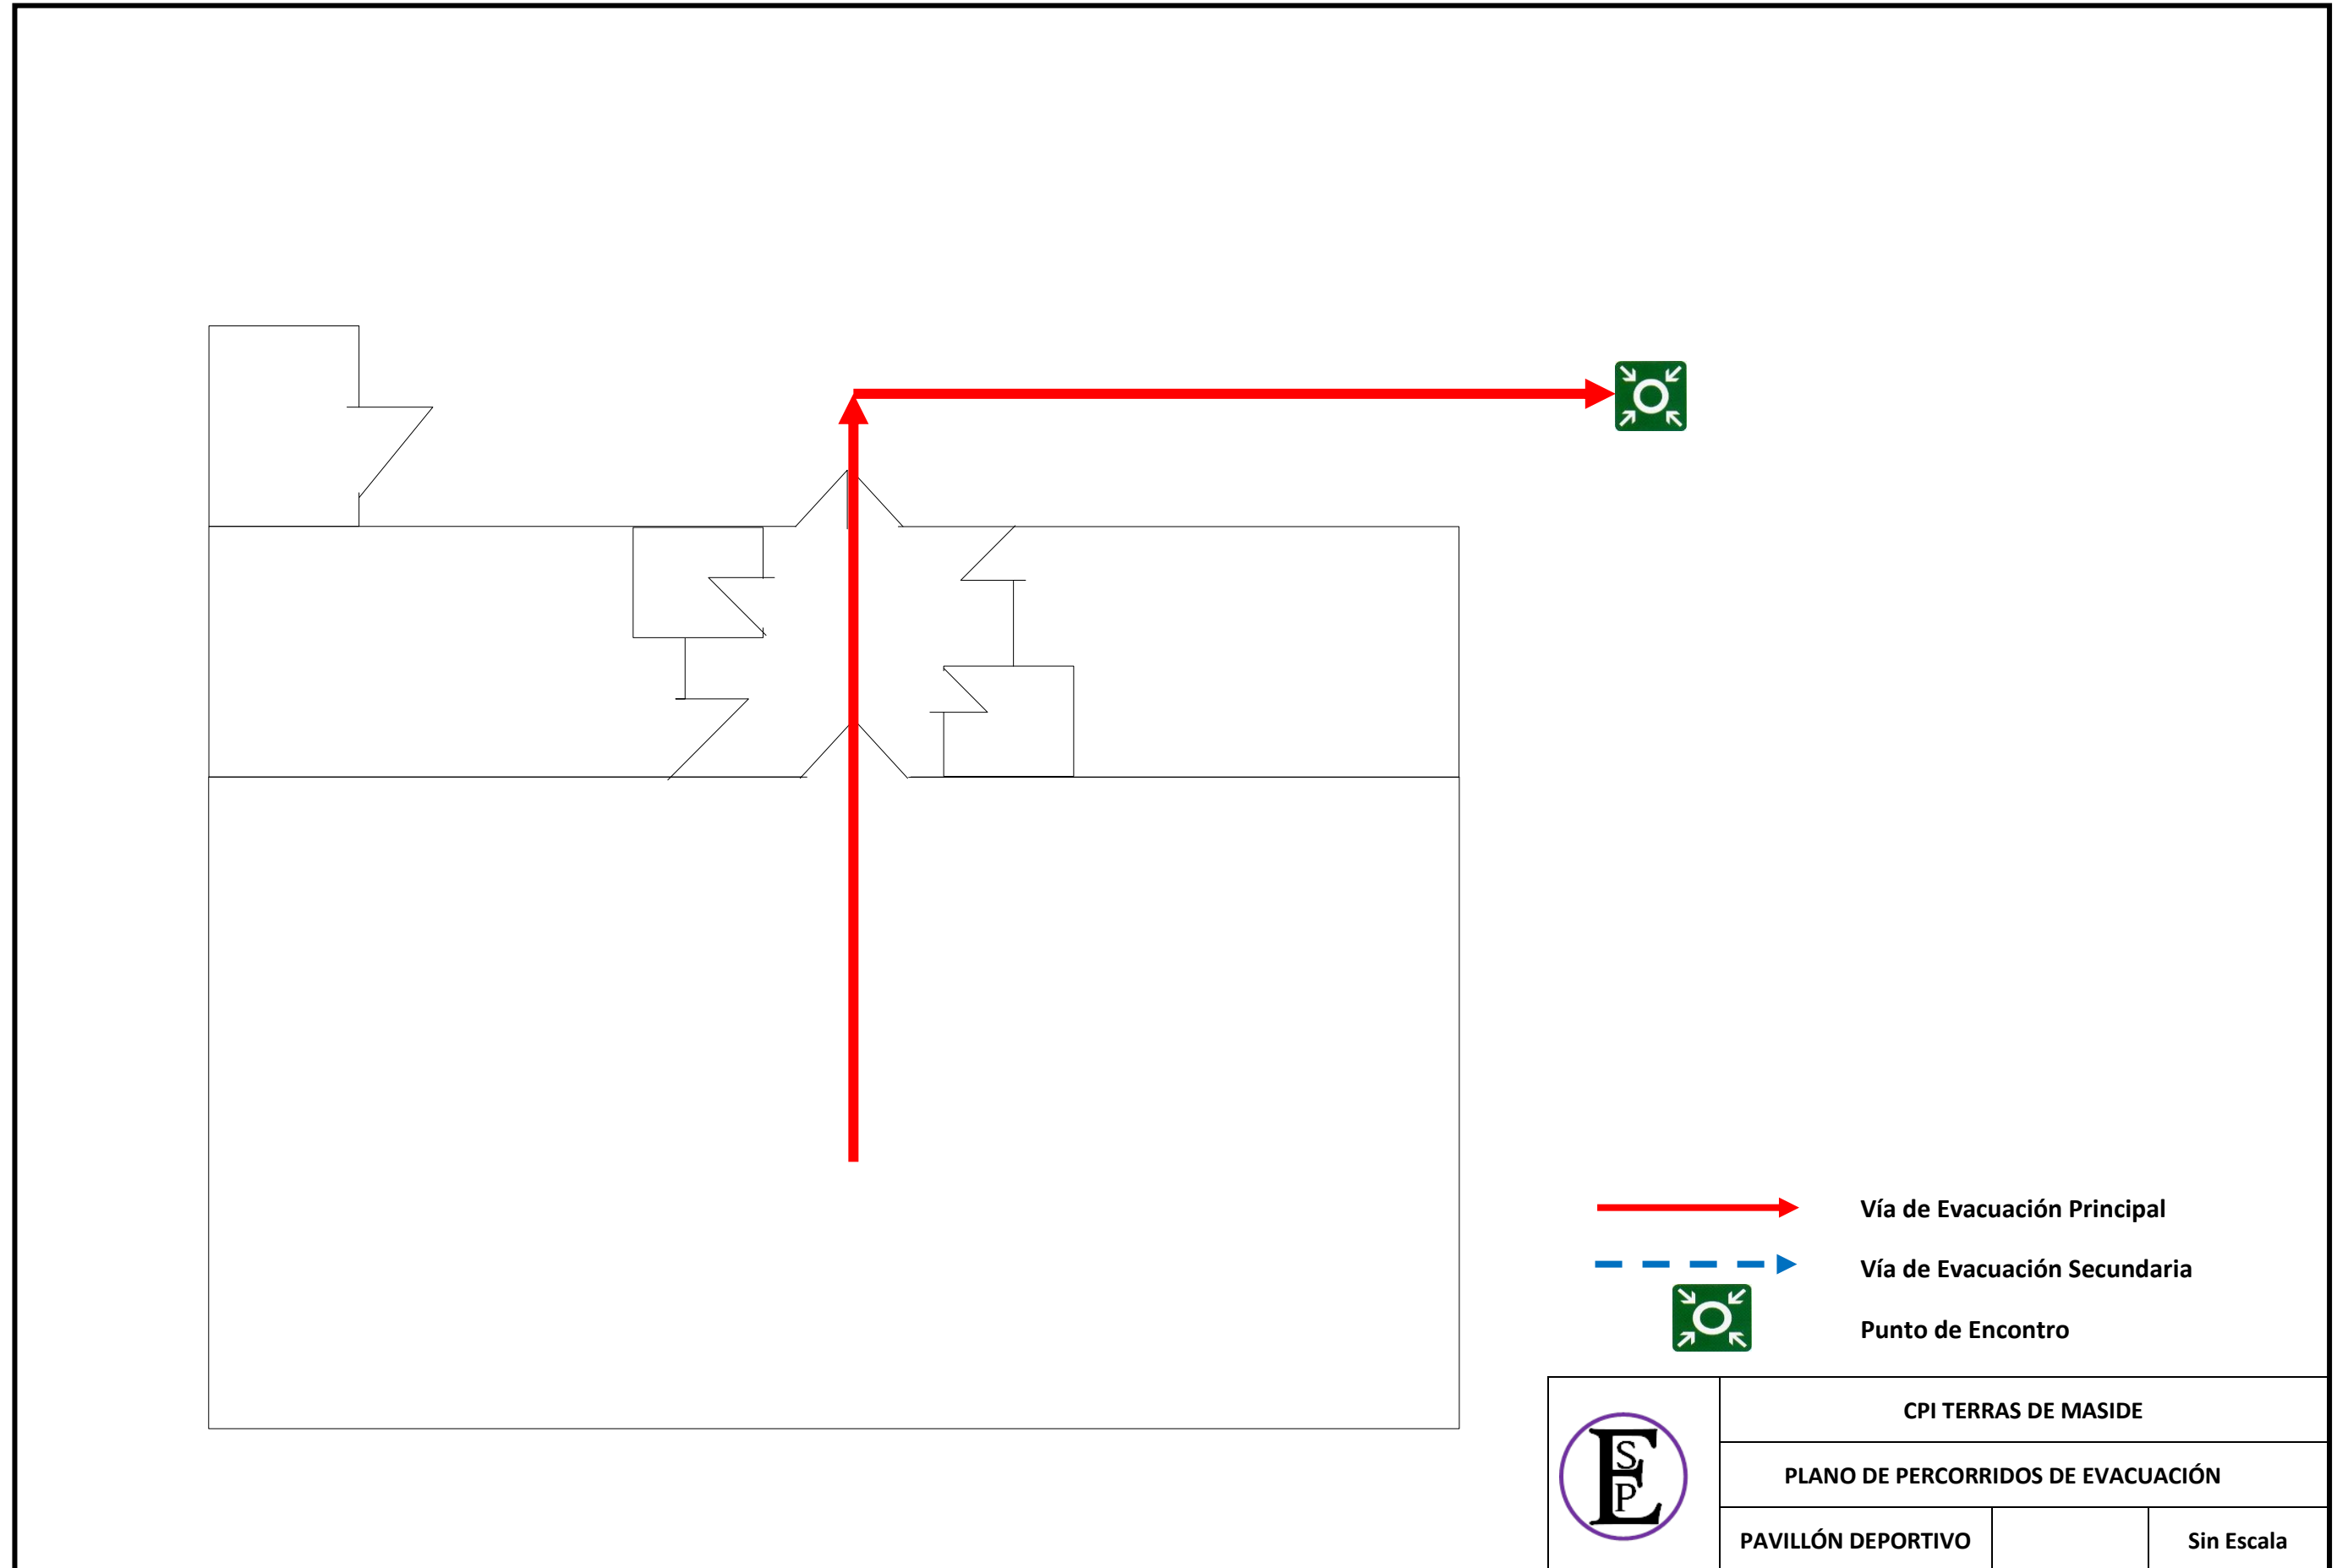 Vía de Evacuación Principal
Vía de Evacuación Secundaria
Punto de Encontro
E
S
P
CPI TERRAS DE MASIDE
PLANO DE PERCORRIDOS DE EVACUACIÓN
PAVILLÓN DEPORTIVO
Sin Escala